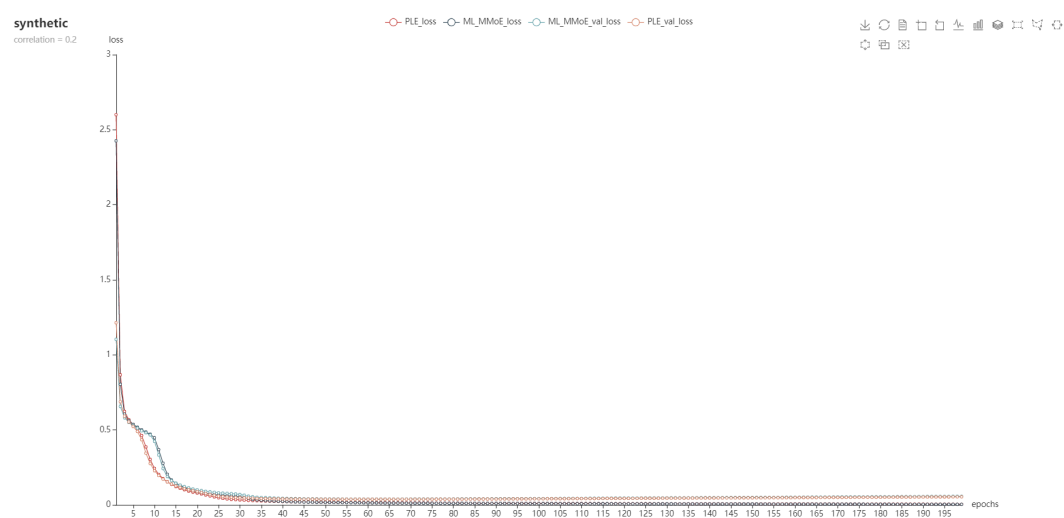 synthetic
correlation = 0.2
PLE_loss ML_MMoE_loss ML_MMoE_val_loss PLE_val_loss
loss
3
2.5
2
1.5
1
0.5
0
5 10 15 20 25 30 35 40 45 50 55 60 65 70 75 80 85 90 95 100 105 110 115 120 125 130 135 140 145 150 155 160 165 170 175 180 185 190 195
epochs